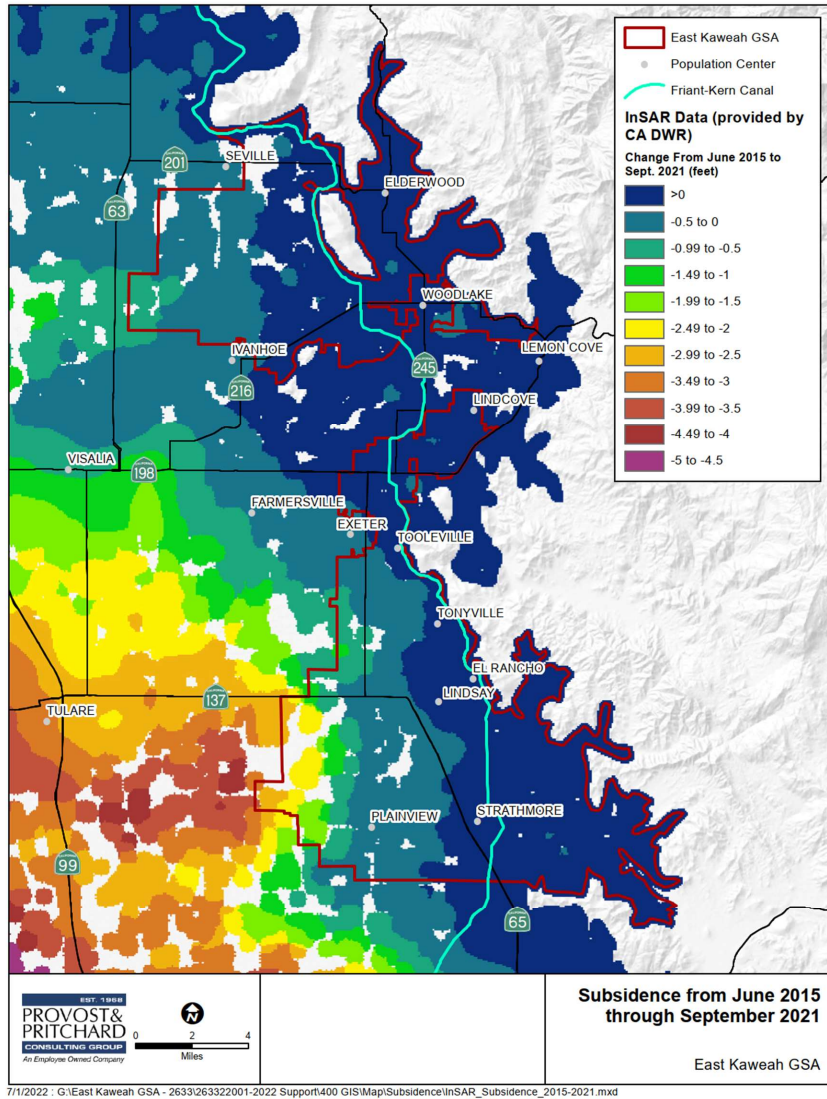 East Kaweah GSA
Population Center
Friant-Kern Canal
InSAR Data (provided by
CA DWR)
Change From June 2015 to
Sept. 2021 (feet)
>0
-0.5 to 0
-0.99 to -0.5
-1.49 to -1
-1.99 to -1.5
-2.49 to -2
-2.99 to -2.5
-3.49 to -3
-3.99 to -3.5
-4.49 to -4
-5 to -4.5
201
SEVILLE
ELDERWOOD
63
WOODLAKE
IVANHOE
LEMON COVE
245
216
LINDCOVE
VISALIA
198
FARMERSVILLE
EXETER
TOOLEVILLE
TONYVILLE
EL RANCHO
137
LINDSAY
TULARE
STRATHMORE
PLAINVIEW
99
65
EST. 1968
PROVOST&
PRITCHARD
CONSULTING GROUP
An Employee Owned Company
N
0 2 4
Miles
Subsidence from June 2015
through September 2021
East Kaweah GSA
7/1/2022 : G:\East Kaweah GSA - 2633\263322001-2022 Support\400 GIS\Map\Subsidence\InSAR_Subsidence_2015-2021.mxd